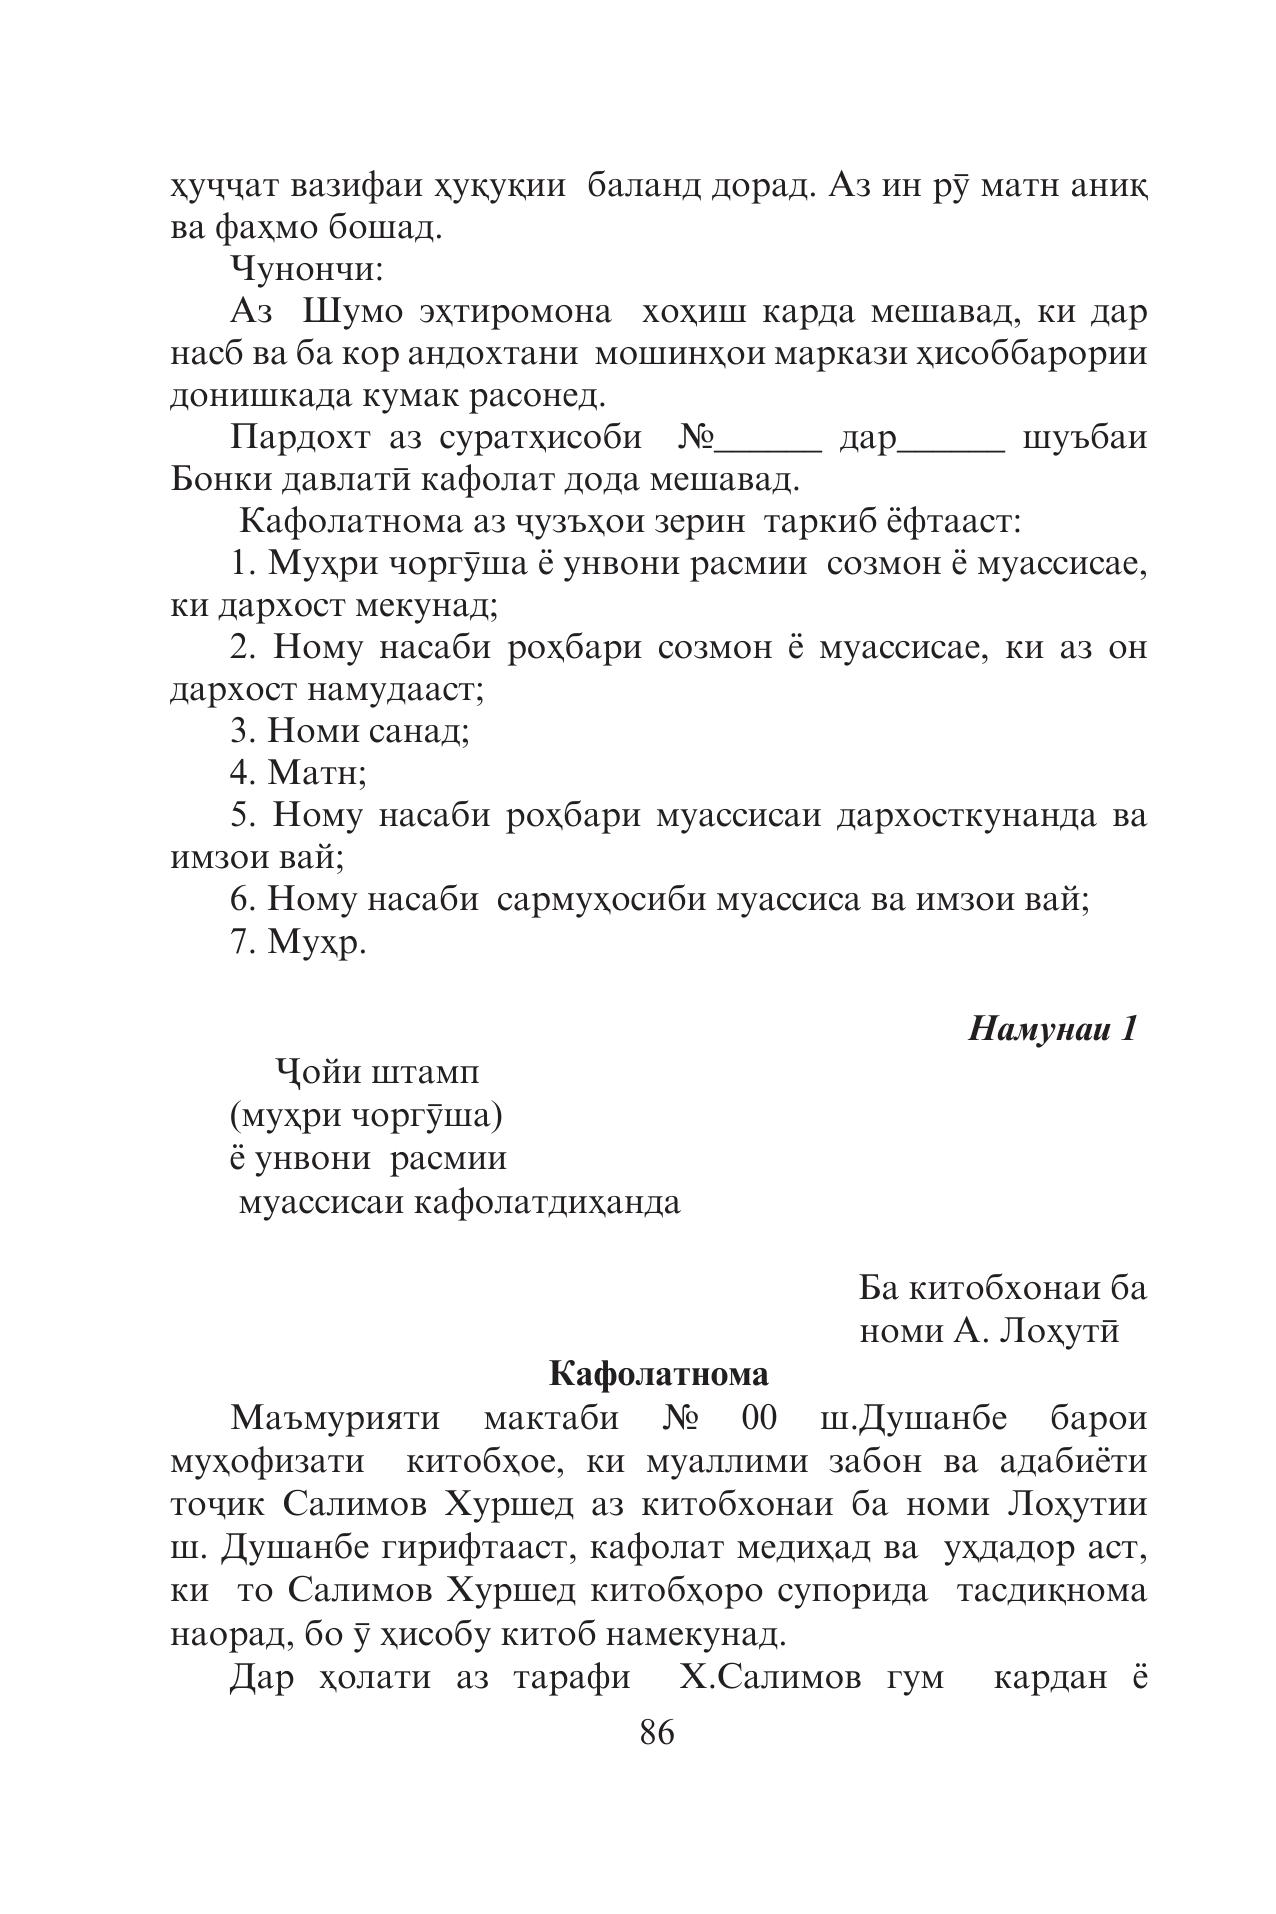 ҳуҷҷат вазифаи ҳуқуқии баланд дорад. Аз ин рӯ матн аниқ
ва фаҳмо бошад.
Чунончи:
Аз Шумо эҳтиромона хоҳиш карда мешавад, ки дар
насб ва ба кор андохтани мошинҳои маркази ҳисоббарории
донишкада кумак расонед.
Пардохт аз суратҳисоби №______ дар______ шуъбаи
Бонки давлатӣ кафолат дода мешавад.
Кафолатнома аз ҷузъҳои зерин таркиб ёфтааст:
1. Муҳри чоргӯша ё унвони расмии созмон ё муассисае,
ки дархост мекунад;
2. Ному насаби роҳбари созмон ё муассисае, ки аз он
дархост намудааст;
3. Номи санад;
4. Матн;
5. Ному насаби роҳбари муассисаи дархосткунанда ва
имзои вай;
6. Ному насаби сармуҳосиби муассиса ва имзои вай;
7. Муҳр.
Намунаи 1
Ҷойи штамп
(муҳри чоргӯша)
ё унвони расмии
муассисаи кафолатдиҳанда
Ба китобхонаи ба
номи А. Лоҳутӣ
Кафолатнома
Маъмурияти мактаби № 00 ш.Душанбе барои
муҳофизати китобҳое, ки муаллими забон ва адабиёти
тоҷик Салимов Хуршед аз китобхонаи ба номи Лоҳутии
ш. Душанбе гирифтааст, кафолат медиҳад ва уҳдадор аст,
ки то Салимов Хуршед китобҳоро супорида тасдиқнома
наорад, бо ӯ ҳисобу китоб намекунад.
Дар ҳолати аз тарафи Х.Салимов гум кардан ё
86